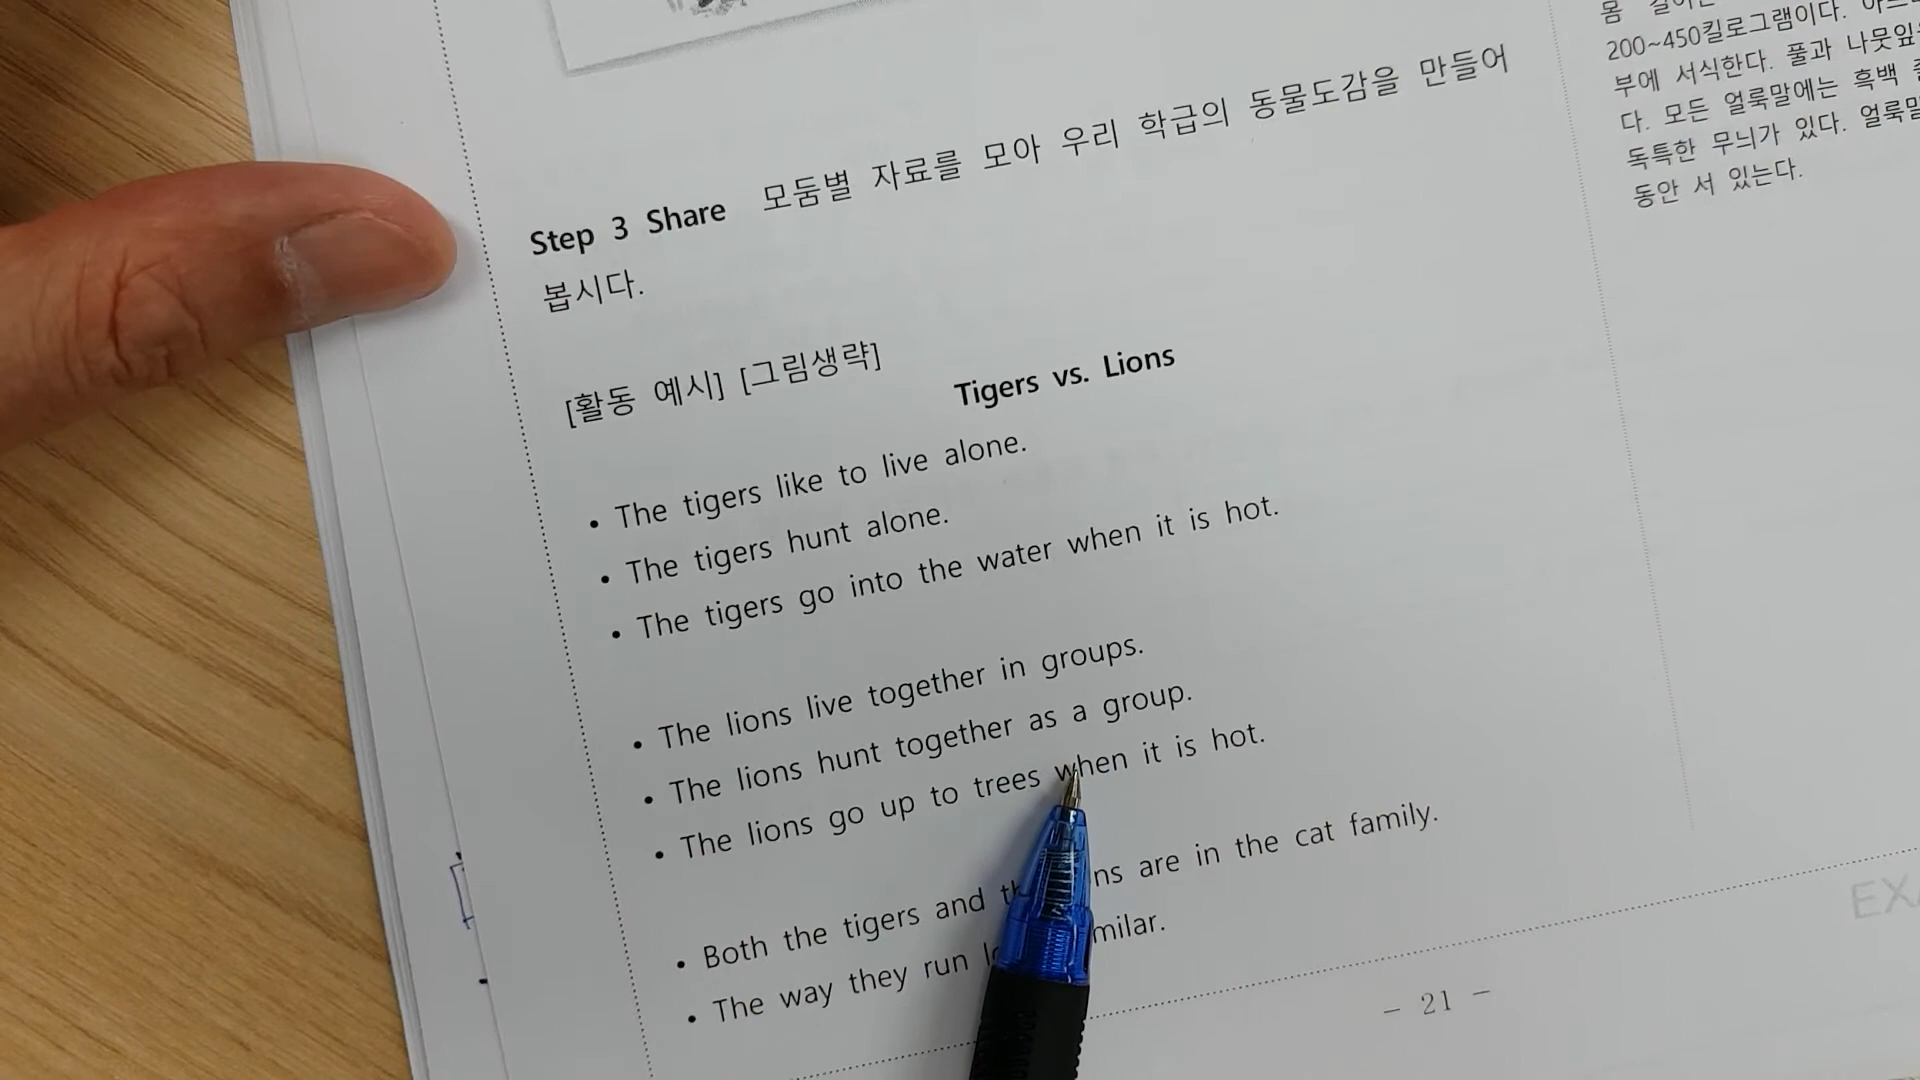 Step 3 Share 모둠별 자료를 모아 우리 학급의 동물도감을 만들어
봅시다.
[활동 예시] [그림생략]
Tigers vs. Lions
• The tigers like to live alone.
• The tigers hunt alone.
• The tigers go into the water when it is hot.
• The lions live together in groups.
• The lions hunt together as a group.
• The lions go up to trees when it is hot.
• Both the tigers and are in the cat family.
• The way they run
- 21 -
몸
200~450킬로그램이다.
부에 서식한다. 풀과 나뭇잎
다. 모든 얼룩말에는 흑백
독특한 무늬가 있다. 얼룩말
동안 서 있는다.